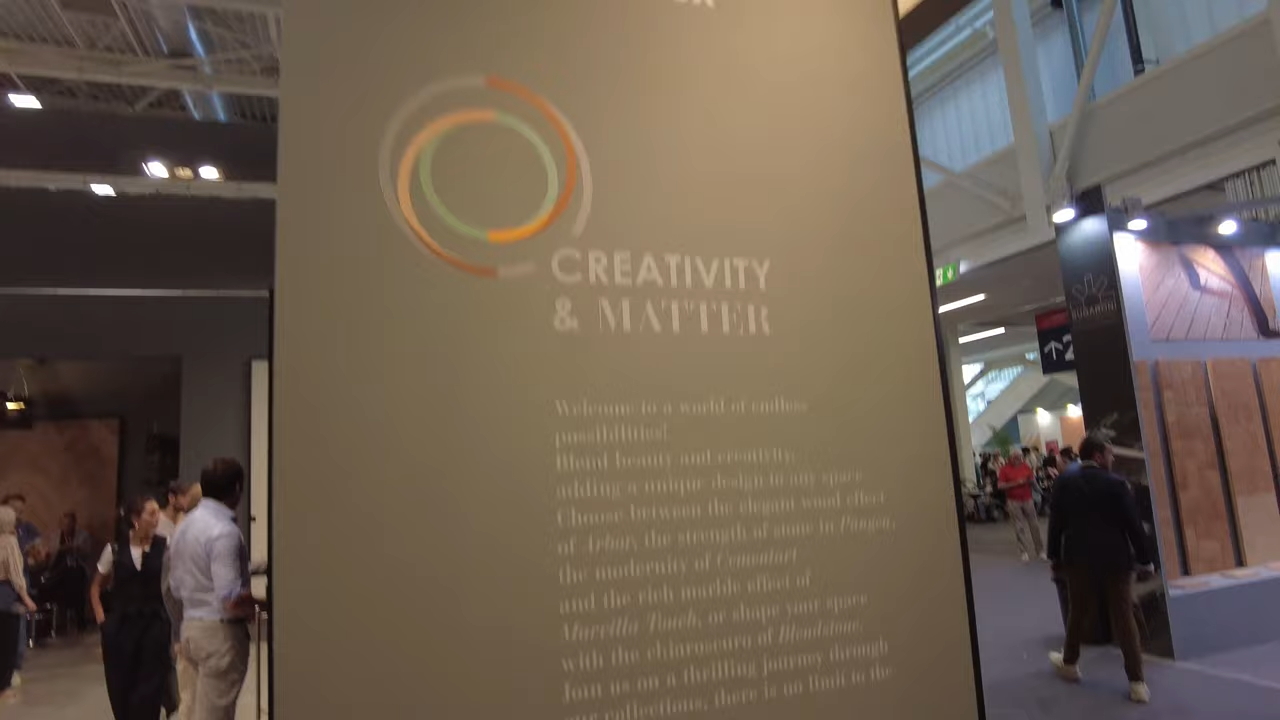 CREATIVITY
& MATTER
Welcome to a world of endless
possibilities!
Blend beauty and creativity,
adding a unique design to any space.
Choose between the elegant wood effect
of Arbor, the strength of stone in Pangea,
the modernity of
and the rich marble effect of
Touch, or shape your space
with the chiaroscuro of Bloodstone.
Join us on a thrilling journey through
our collections, there is no limit to the
2